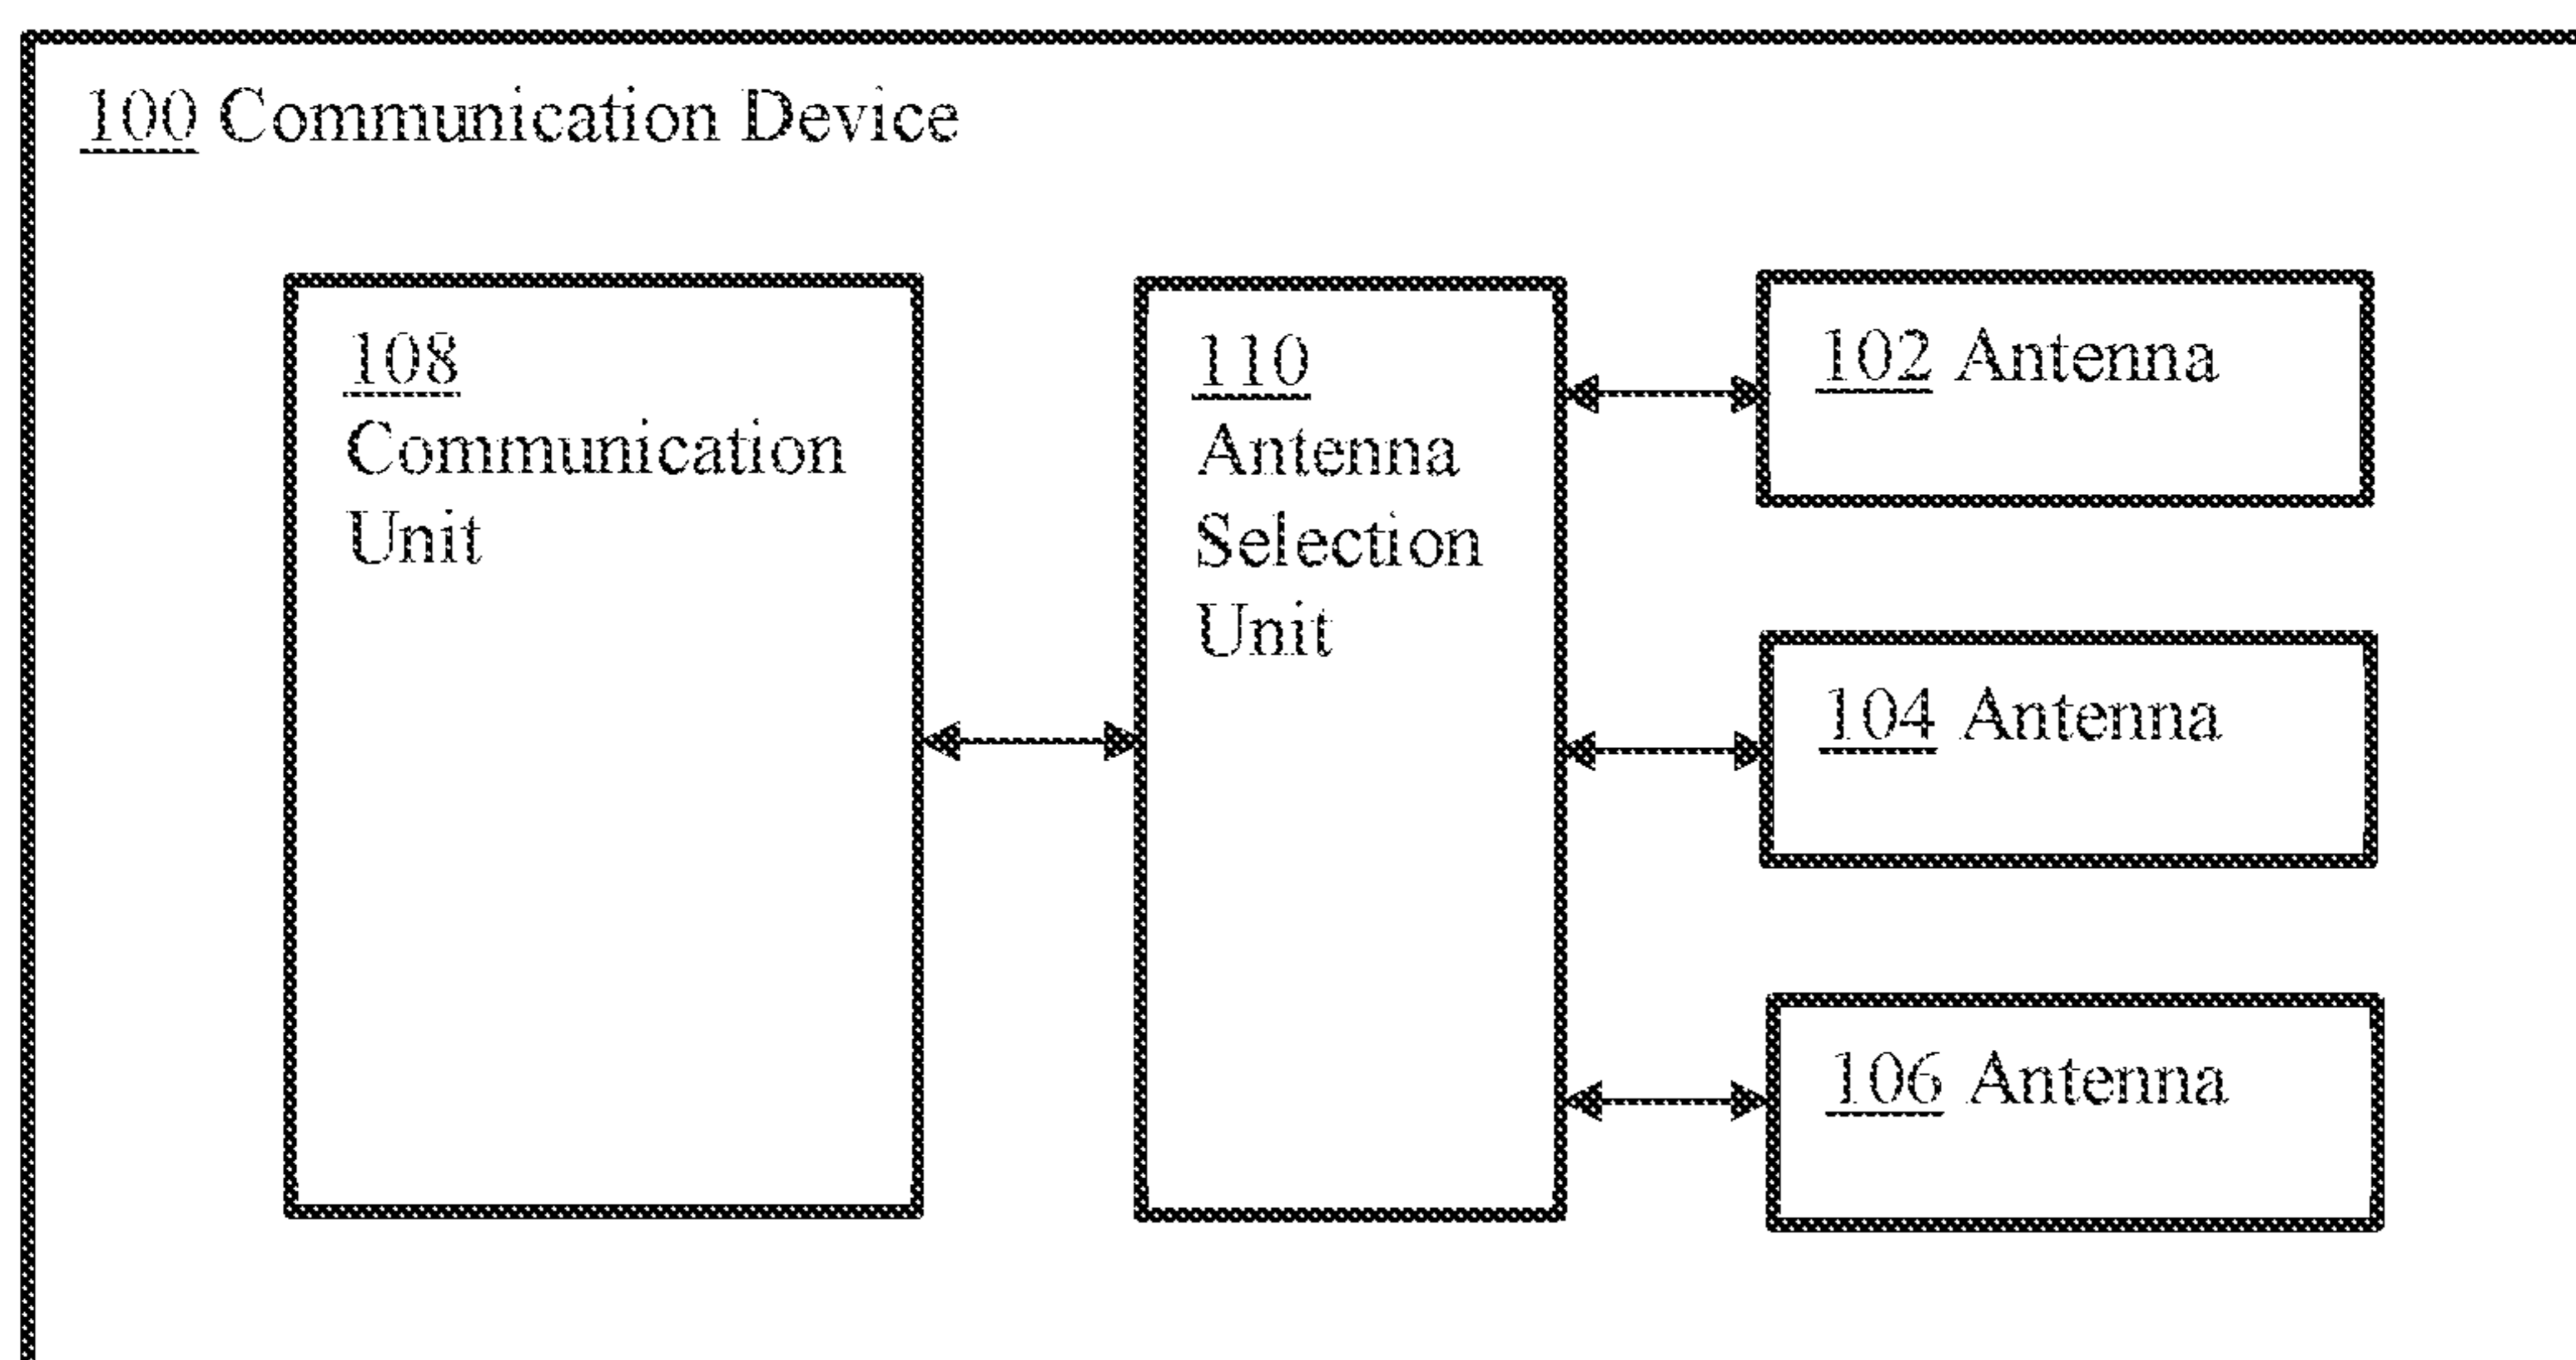 100 Communication Device
108
Communication
Unit
110
Antenna
Selection
Unit
102 Antenna
104 Antenna
106 Antenna